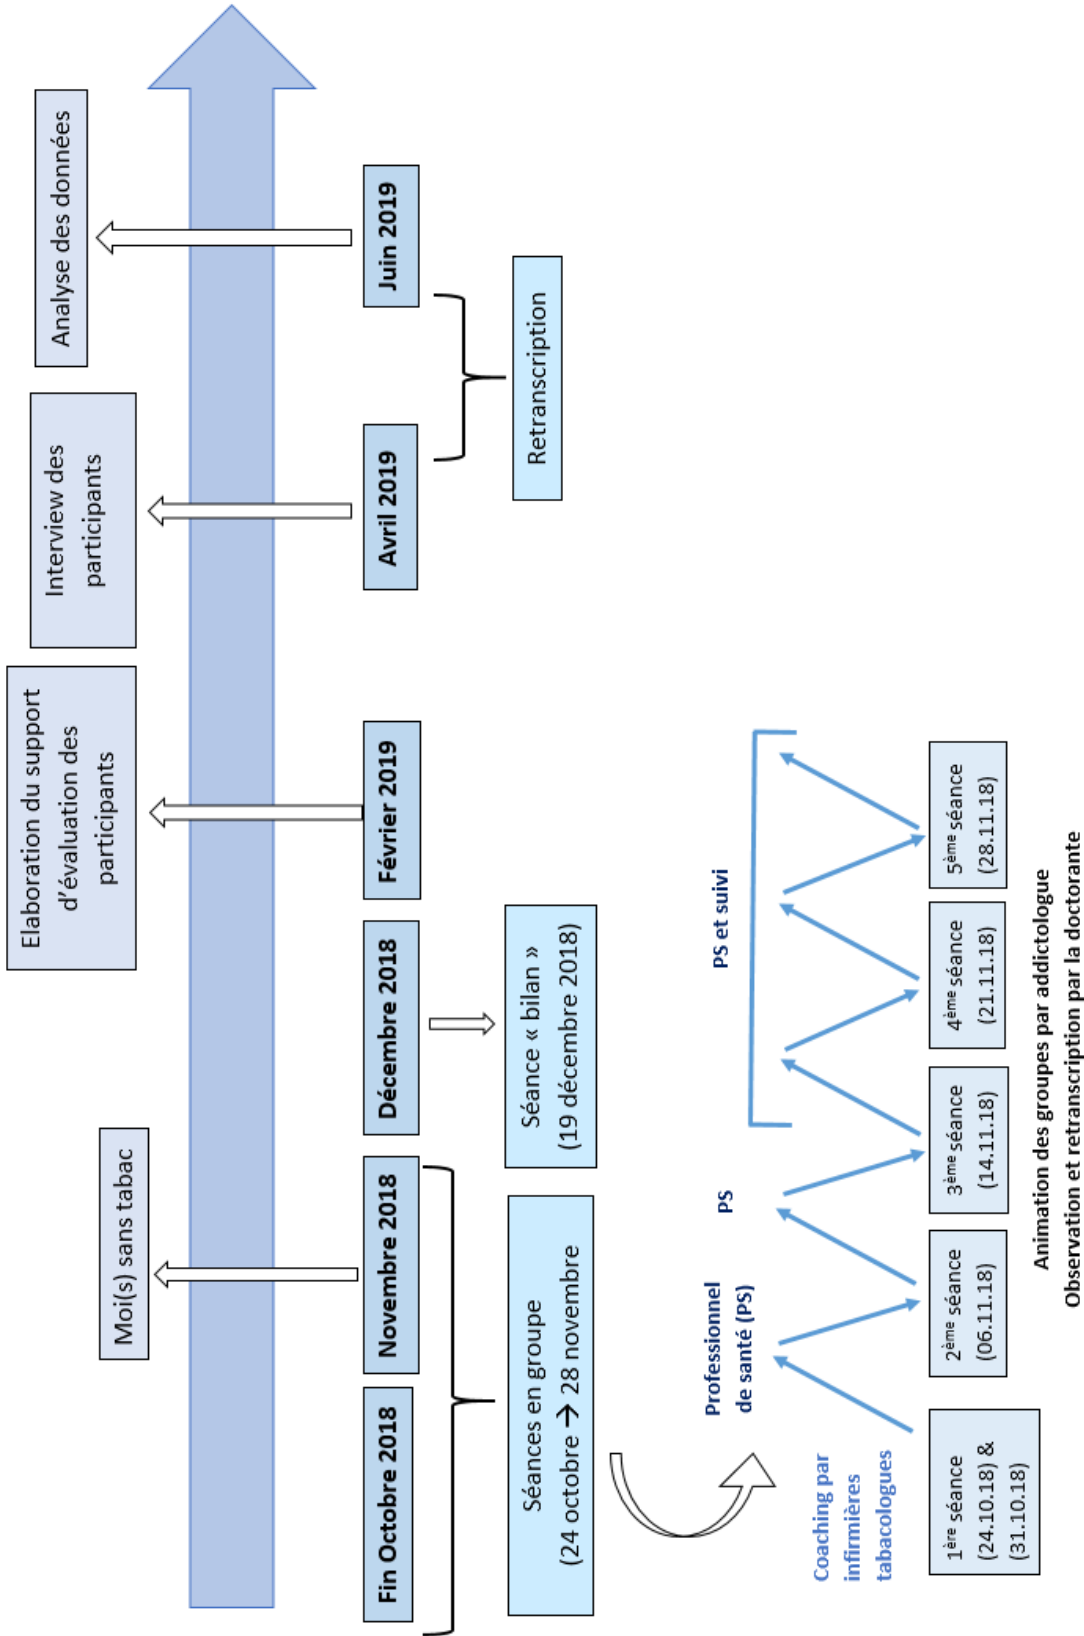 Moi(s) sans tabac
Elaboration du support
d'évaluation des
participants
Interview des
participants
Analyse des données
Fin Octobre 2018
Novembre 2018
Décembre 2018
Février 2019
Avril 2019
Juin 2019
Séances en groupe
(24 octobre → 28 novembre
Séance « bilan »
(19 décembre 2018)
Retranscription
Coaching par
infirmières
tabacologues
Professionnel
de santé (PS)
PS
PS et suivi
1ère séance
(24.10.18) &
(31.10.18)
2ème séance
(06.11.18)
3ème séance
(14.11.18)
4ème séance
(21.11.18)
5ème séance
(28.11.18)
Animation des groupes par addictologue
Observation et retranscription par la doctorante